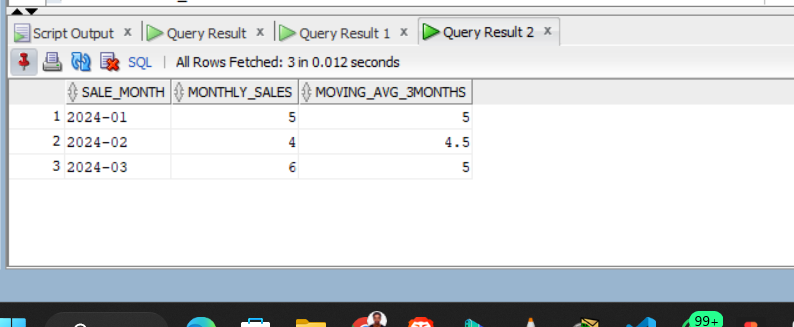 Script Output x Query Result x Query Result 1 x Query Result 2 x
SQL | All Rows Fetched: 3 in 0.012 seconds
SALE_MONTH MONTHLY_SALES MOVING_AVG_3MONTHS
1 2024-01 5 5
2 2024-02 4 4.5
3 2024-03 6 5
99+